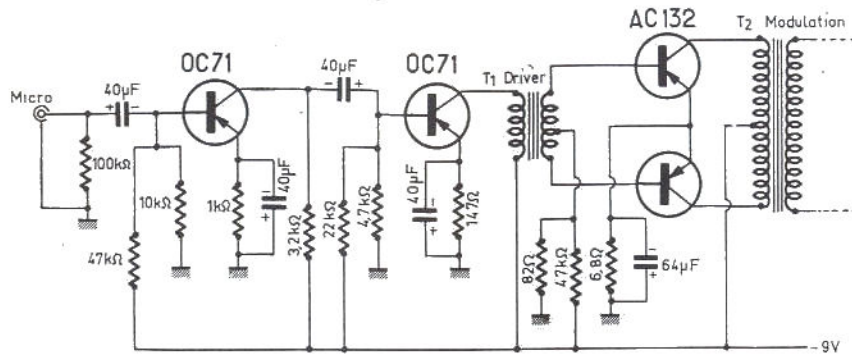 AC132
T2 Modulation
OC71
OC71
40µF
40µF
T1 Driver
Micro
100kΩ
10kΩ
1kΩ
40µF
3,2kΩ
22kΩ
4,7kΩ
40µF
147Ω
47kΩ
82Ω
47kΩ
6,8Ω
64µF
-9V